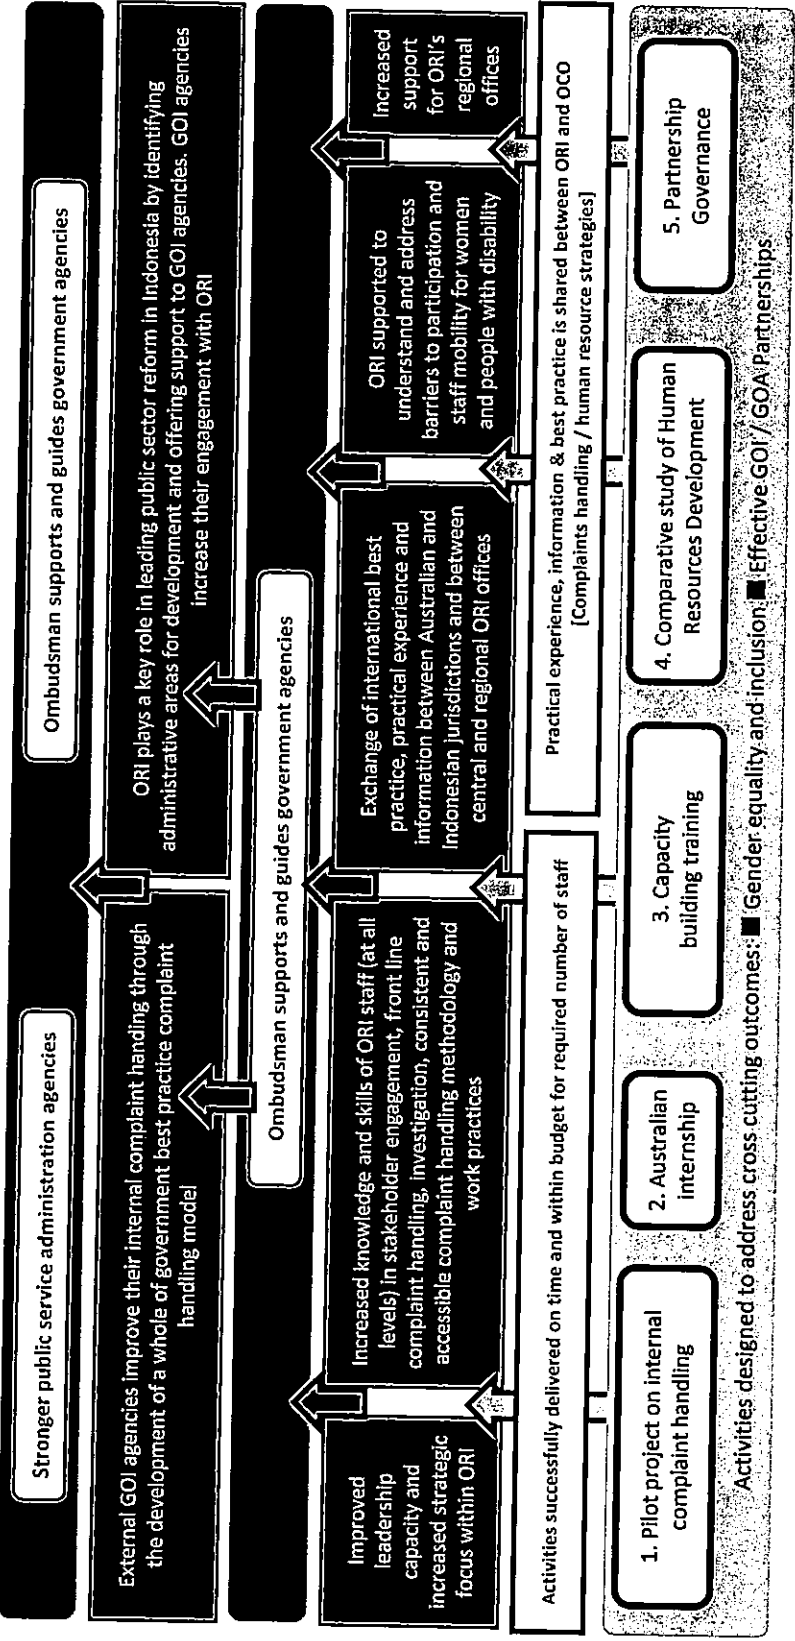 Stronger public service administration agencies
Ombudsman supports and guides government agencies
External GOI agencies improve their internal complaint handing through
the development of a whole of government best practice complaint
handling model
ORI plays a key role in leading public sector reform in Indonesia by identifying
administrative areas for development and offering support to GOI agencies. GOI agencies
increase their engagement with ORI
Ombudsman supports and guides government agencies
Improved
leadership
capacity and
increased strategic
focus within ORI
Increased knowledge and skills of ORI staff (at all
levels) In stakeholder engagement, front line
complaint handling, investigation, consistent and
accessible complaint handling methodology and
work practices
Exchange of international best
practice, practical experience and
information between Australian and
Indonesian jurisdictions and between
central and regional ORI offices
ORI supported to
understand and address
barriers to participation and
staff mobility for women
and people with disability
Increased
support
for ORI's
regional
offices
Activities successfully delivered on time and within budget for required number of staff
Practical experience, information & best practice is shared between ORI and OCO
[Complaints handling / human resource strategies]
1. Pilot project on internal
complaint handling
2. Australian
internship
3. Capacity
building training
4. Comparative study of Human
Resources Development
5. Partnership
Governance
Activities designed to address cross cutting outcomes: ■ Gender equality and inclusion ■ Effective GOI / GOA Partnerships